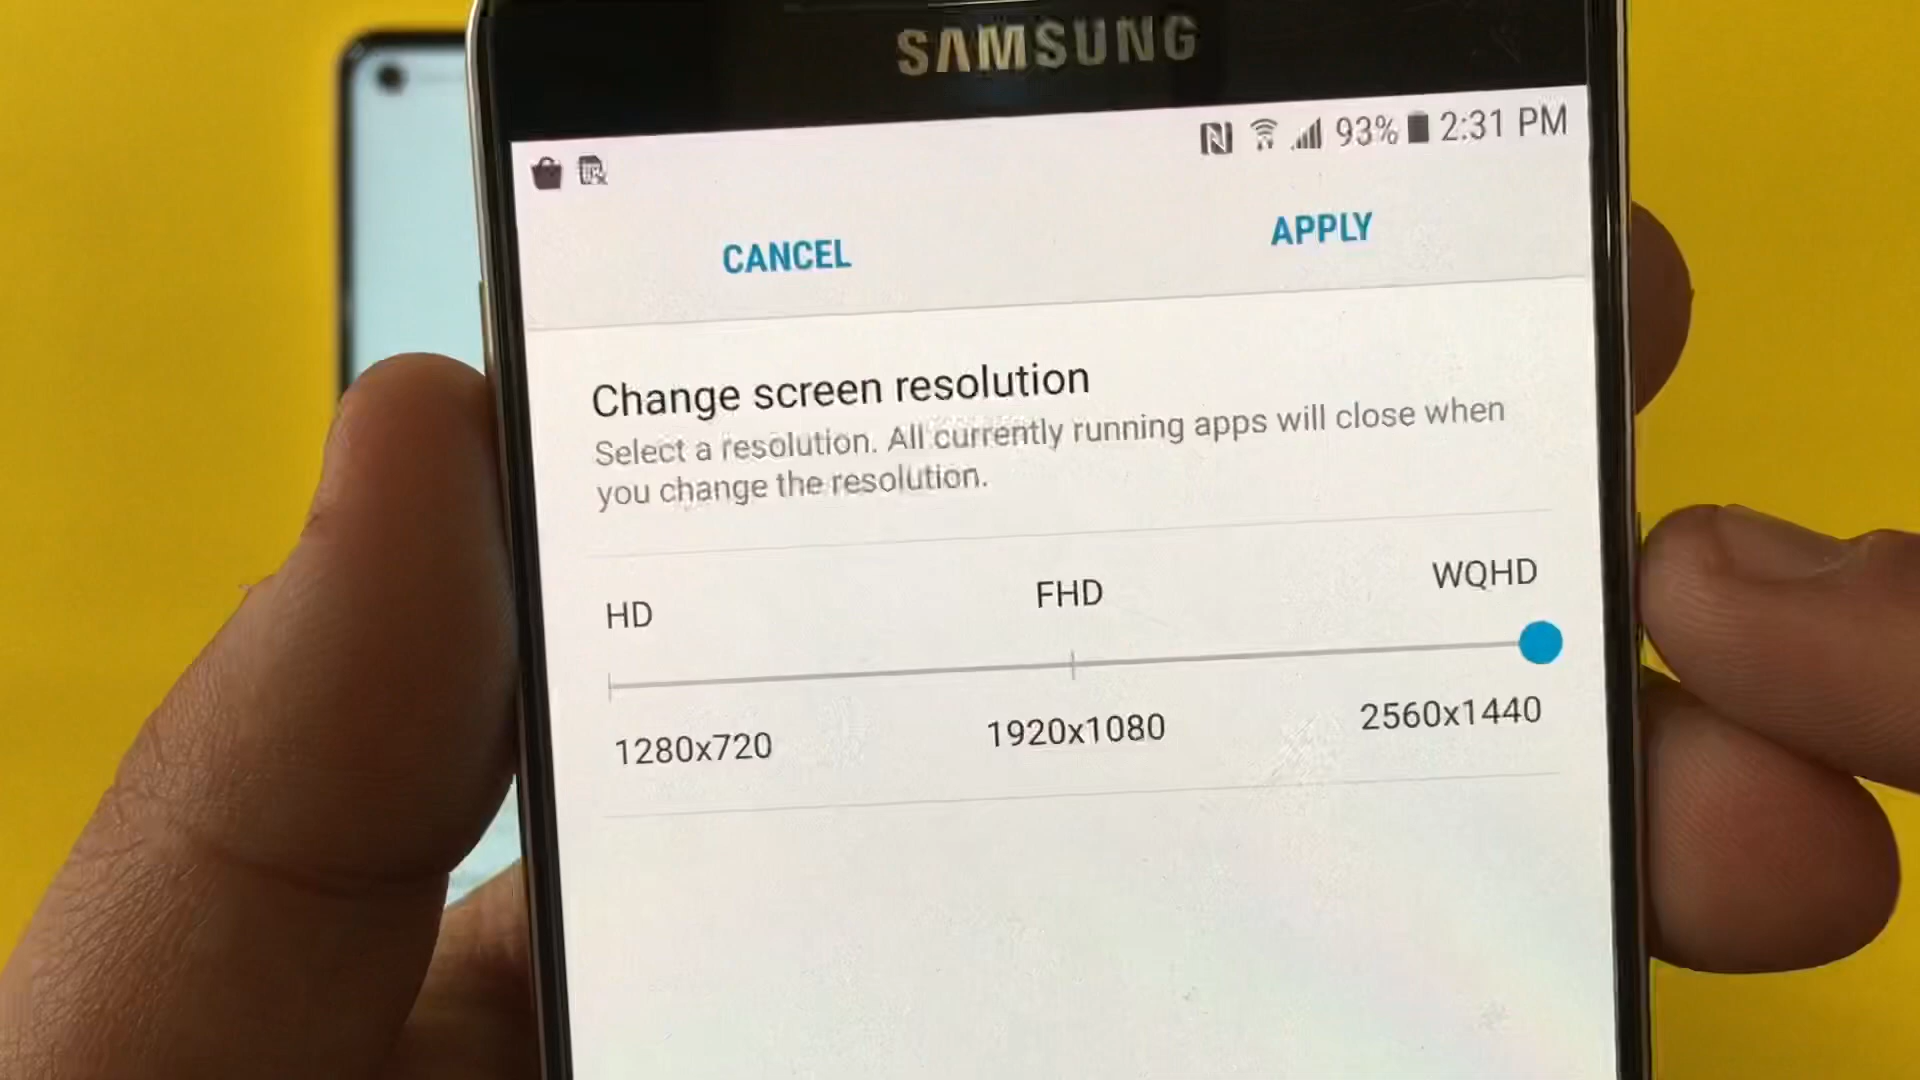 SAMSUNG
93% 2:31 PM
CANCEL APPLY
Change screen resolution
Select a resolution. All currently running apps will close when
you change the resolution.
HD FHD WQHD
1280x720 1920x1080 2560x1440